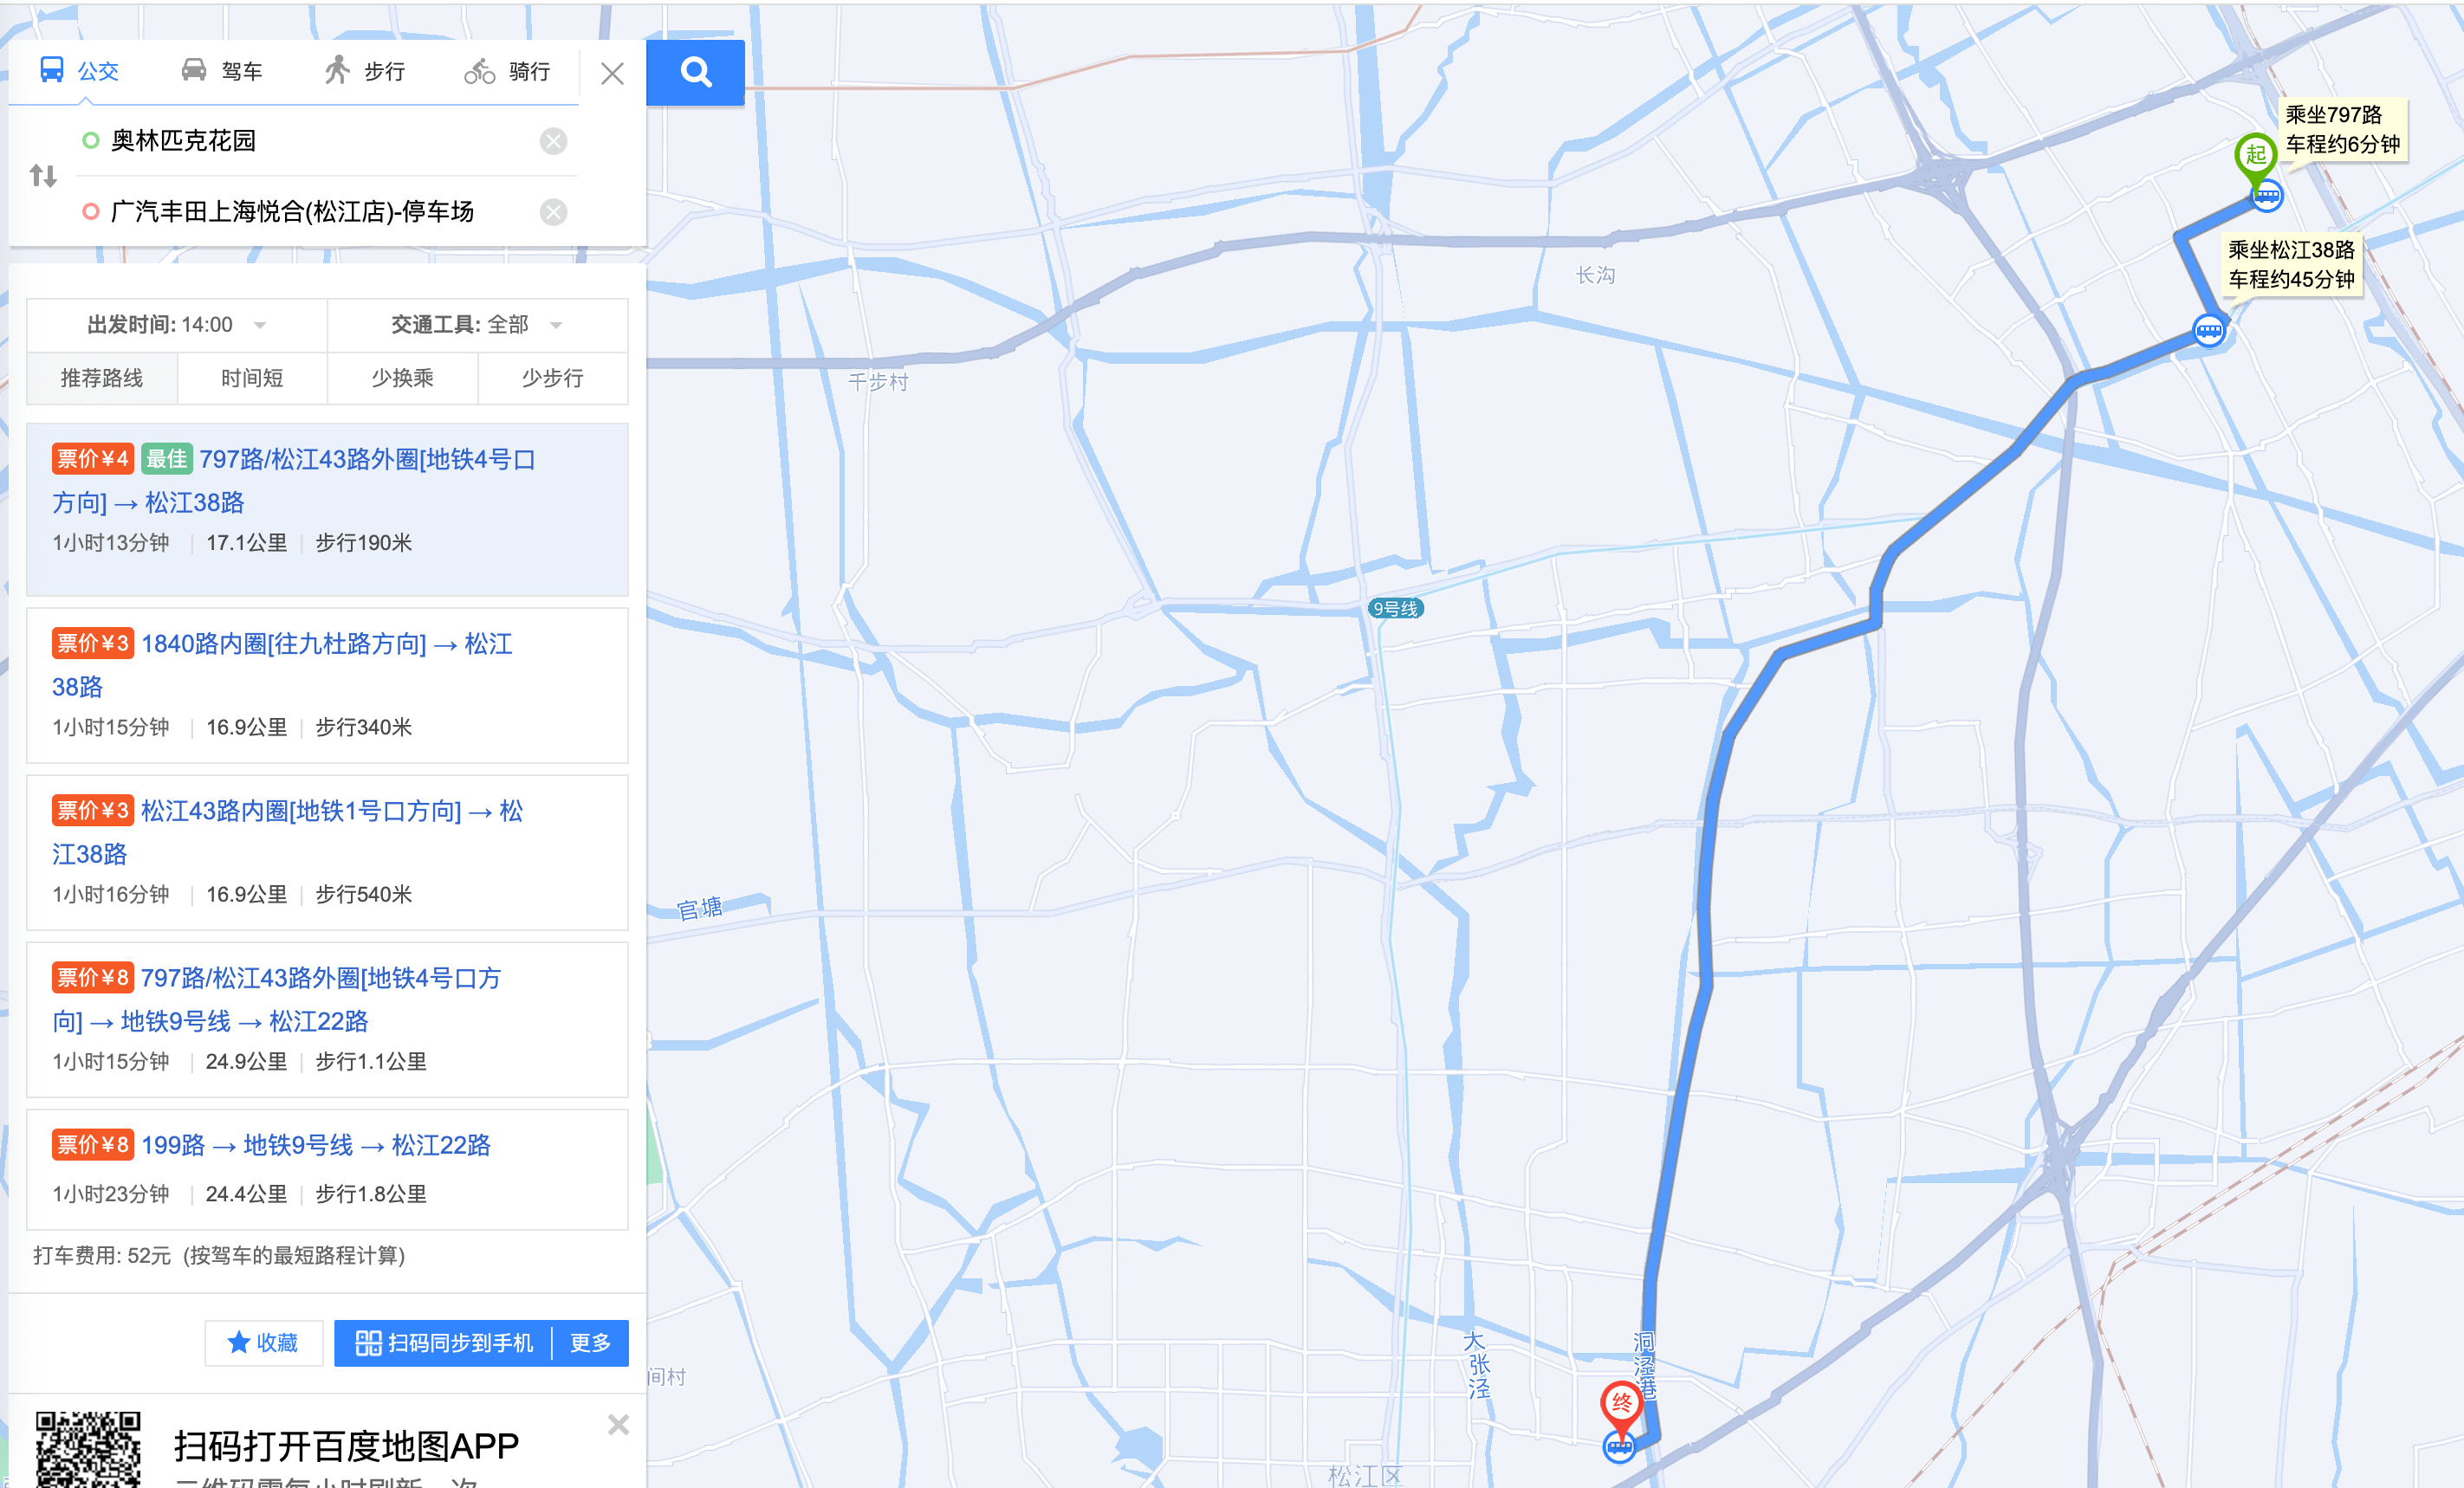 公交 驾车 步行 骑行
奥林匹克花园
广汽丰田上海悦合(松江店)-停车场
出发时间: 14:00 交通工具: 全部
推荐路线 时间短 少换乘 少步行
票价¥4 最佳 797路/松江43路外圈[地铁4号口
方向] → 松江38路
1小时13分钟 | 17.1公里 | 步行190米
票价¥3 1840路内圈[往九杜路方向] → 松江
38路
1小时15分钟 | 16.9公里 | 步行340米
票价¥3 松江43路内圈[地铁1号口方向] → 松
江38路
1小时16分钟 | 16.9公里 | 步行540米
票价¥8 797路/松江43路外圈[地铁4号口方
向] → 地铁9号线 → 松江22路
1小时15分钟 | 24.9公里 | 步行1.1公里
票价¥8 199路 → 地铁9号线 → 松江22路
1小时23分钟 | 24.4公里 | 步行1.8公里
打车费用: 52元 (按驾车的最短路程计算)
收藏 扫码同步到手机 | 更多
扫码打开百度地图APP
二维码需每小时刷新一次
乘坐797路
车程约6分钟
起
乘坐松江38路
车程约45分钟
长沟
千步村
9号线
官塘
大张泾
洞泾港
间村
终
松江区